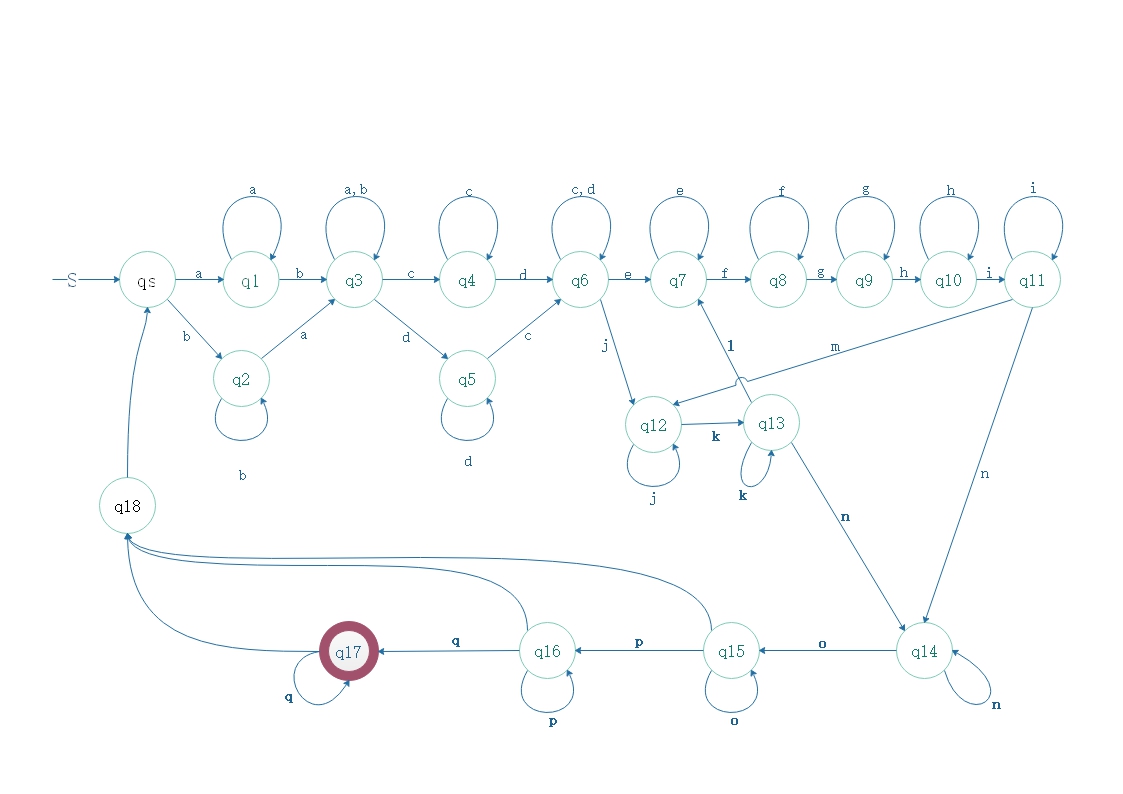 a a, b c c, d e f g h i
S qs a q1 b q3 c q4 d q6 e q7 f q8 g q9 h q10 i q11
b a d c j l m
q2 q5
q12 k q13
b d j k n n
q18
q17 q q16 p q15 o q14
q p o n